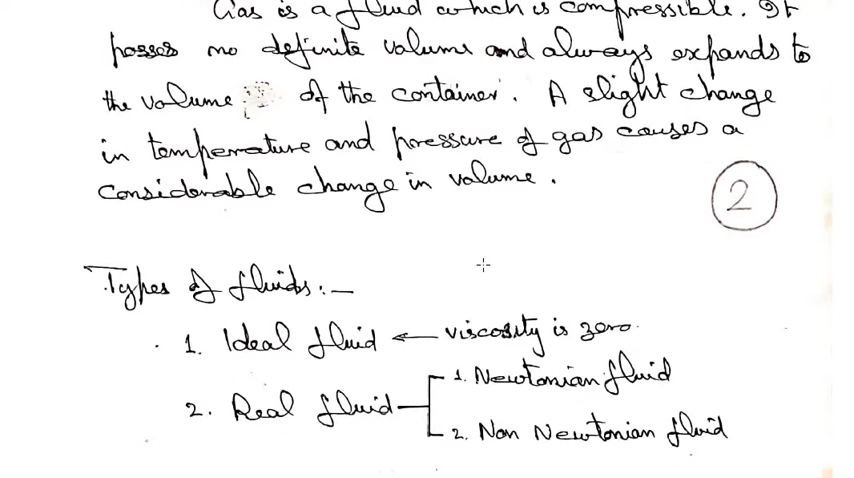 Gas is a fluid which is compressible. It
posses no definite volume and always expands to
the volume of the container. A slight change
in temperature and pressure of gas causes a
considerable change in volume.
2
Types of fluids:-
1. Ideal fluid ← viscosity is zero.
1. Newtonian fluid
2. Real fluid
2. Non Newtonian fluid